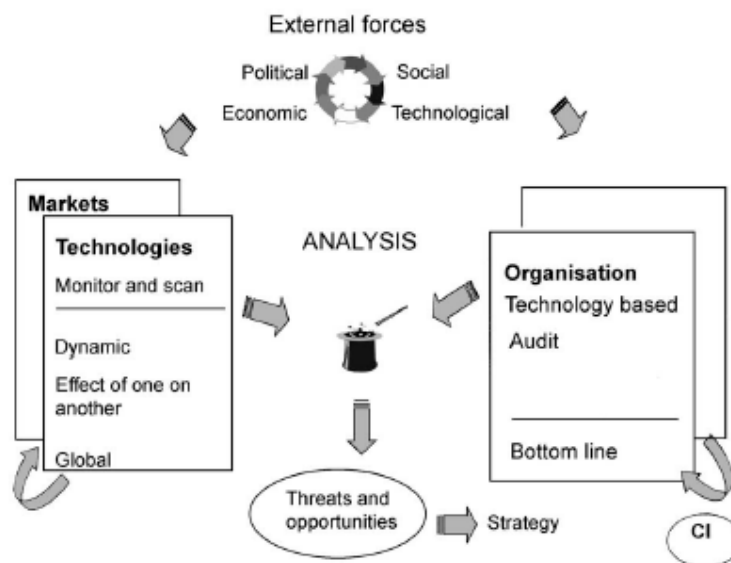 External forces
Political
Social
Economic
Technological
Markets
Technologies
Monitor and scan
Dynamic
Effect of one on
another
Global
ANALYSIS
Organisation
Technology based
Audit
Bottom line
Threats and
opportunities
Strategy
CI